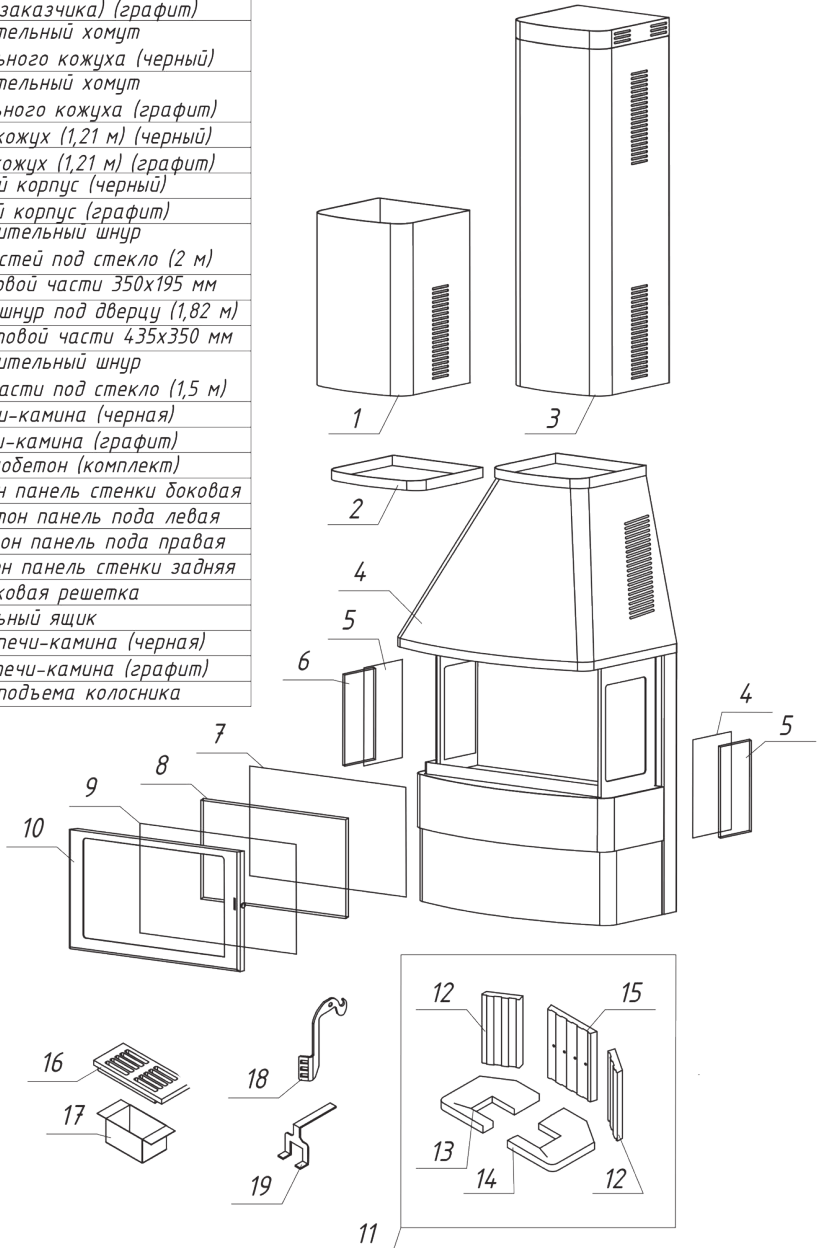 заказчика) (графит)
тельный хомут
ьного кожуха (черный)
тельный хомут
ьного кожуха (графит)
кожух (1,21 м) (черный)
кожух (1,21 м) (графит)
й корпус (черный)
й корпус (графит)
ительный шнур
стей под стекло (2 м)
овой части 350х195 мм
шнур под дверцу (1,82 м)
товой части 435х350 мм
ительный шнур
асти под стекло (1,5 м)
и-камина (черная)
и-камина (графит)
иобетон (комплект)
н панель стенки боковая
тон панель пода левая
он панель пода правая
он панель стенки задняя
ковая решетка
ьный ящик
печи-камина (черная)
печи-камина (графит)
подъема колосника
1
3
2
4
5
6
4
5
7
8
9
10
12
15
16
18
17
13
14
12
19
11